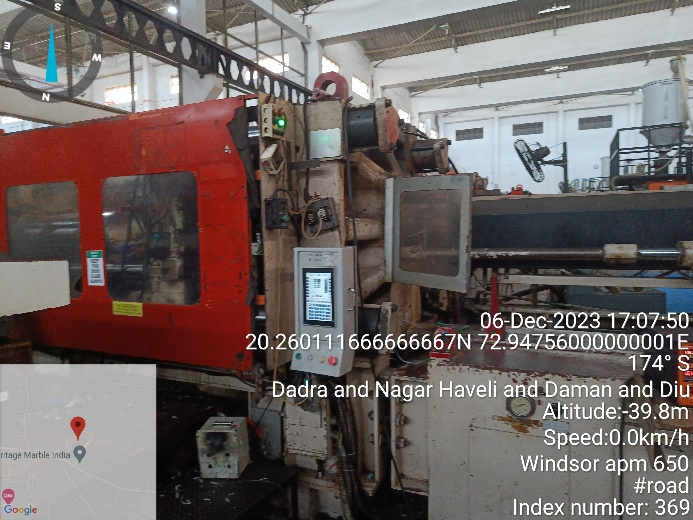 S
E
W
N
06-Dec-2023 17:07:50
20.260111666666667N 72.94756000000001E
174° S
Dadra and Nagar Haveli and Daman and Diu
Altitude:-39.8m
Speed:0.0km/h
Windsor apm 650
#road
Index number: 369
ritage Marble India
Google